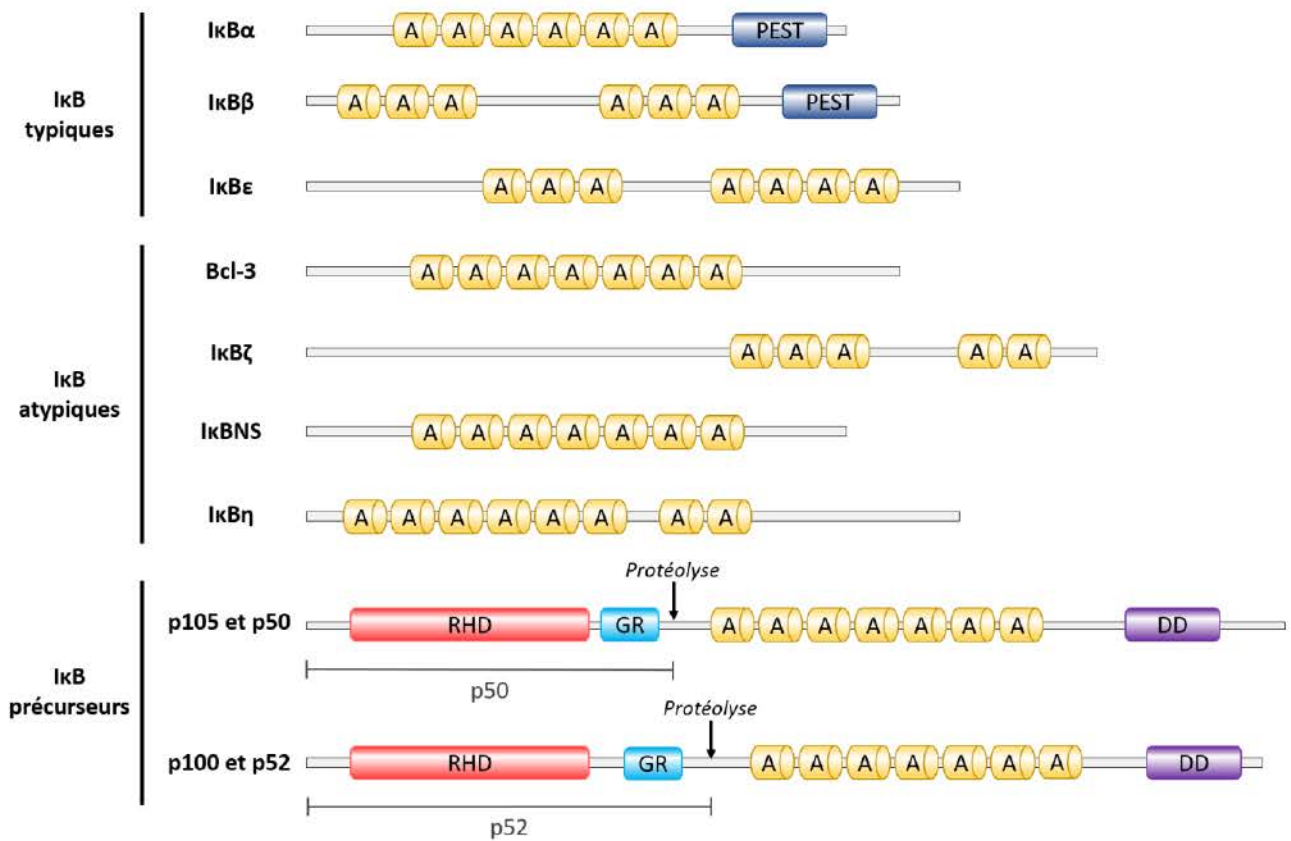 IκB typiques
IκBα A A A A A A PEST
IκBβ A A A A A A PEST
IκBε A A A A A A A
IκB atypiques
Bcl-3 A A A A A A A
IκBζ A A A A A
IκBNS A A A A A A A
IκBη A A A A A A A A
IκB précurseurs
Protéolyse
p105 et p50 RHD GR A A A A A A A DD
p50
Protéolyse
p100 et p52 RHD GR A A A A A A A DD
p52